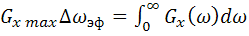 G_{x max}Δω_{эф} = ∫_0^∞ G_x(ω)dω